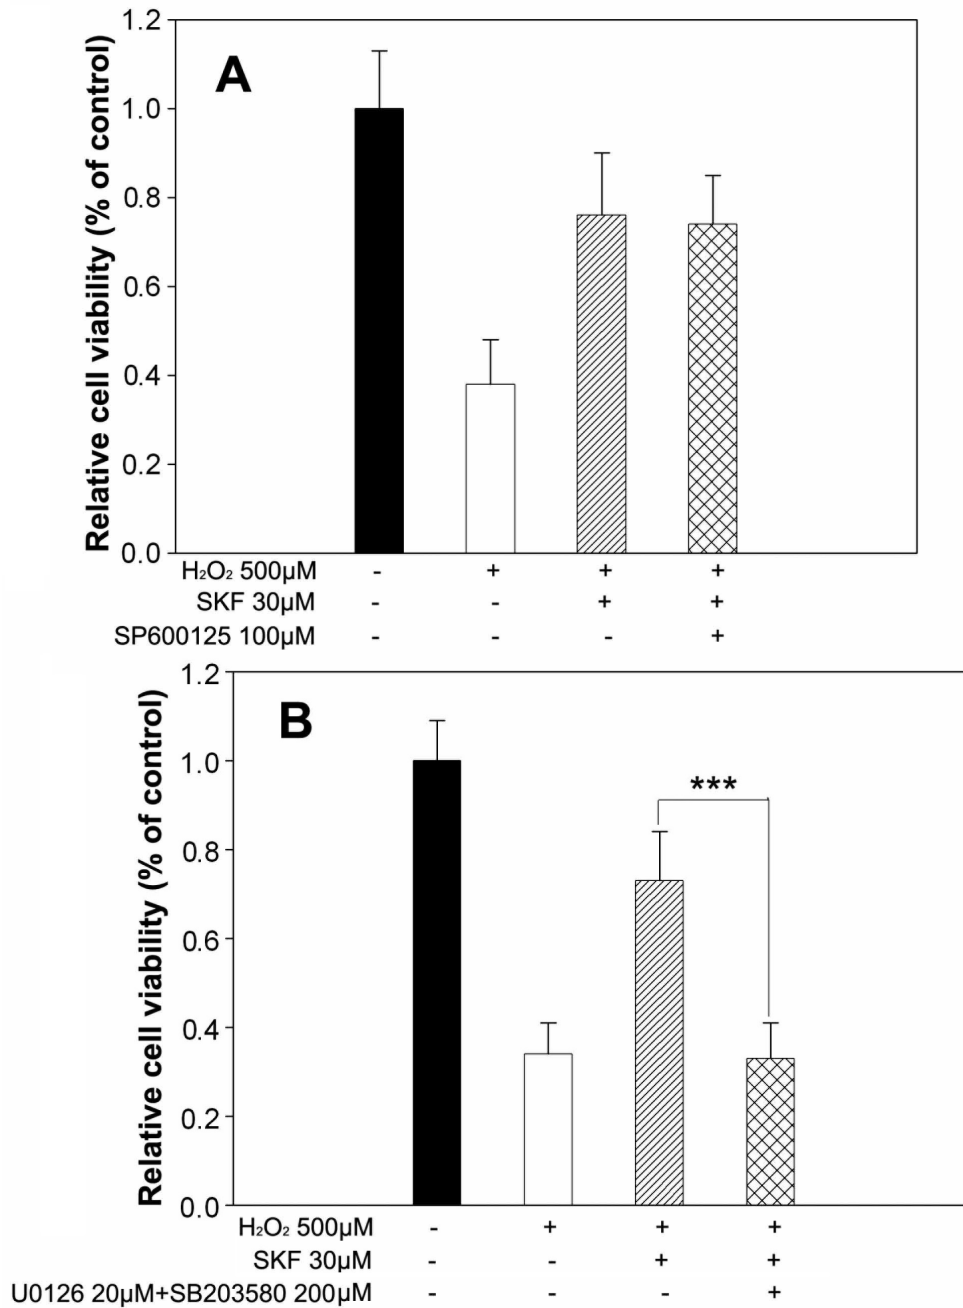 A
Relative cell viability (% of control)
1.2
1.0
0.8
0.6
0.4
0.2
0.0
H₂O₂ 500μM - + + +
SKF 30μM - - + +
SP600125 100μM - - - +
B
Relative cell viability (% of control)
1.2
1.0
0.8
0.6
0.4
0.2
0.0
***
H₂O₂ 500μM - + + +
SKF 30μM - - + +
U0126 20μM+SB203580 200μM - - - +